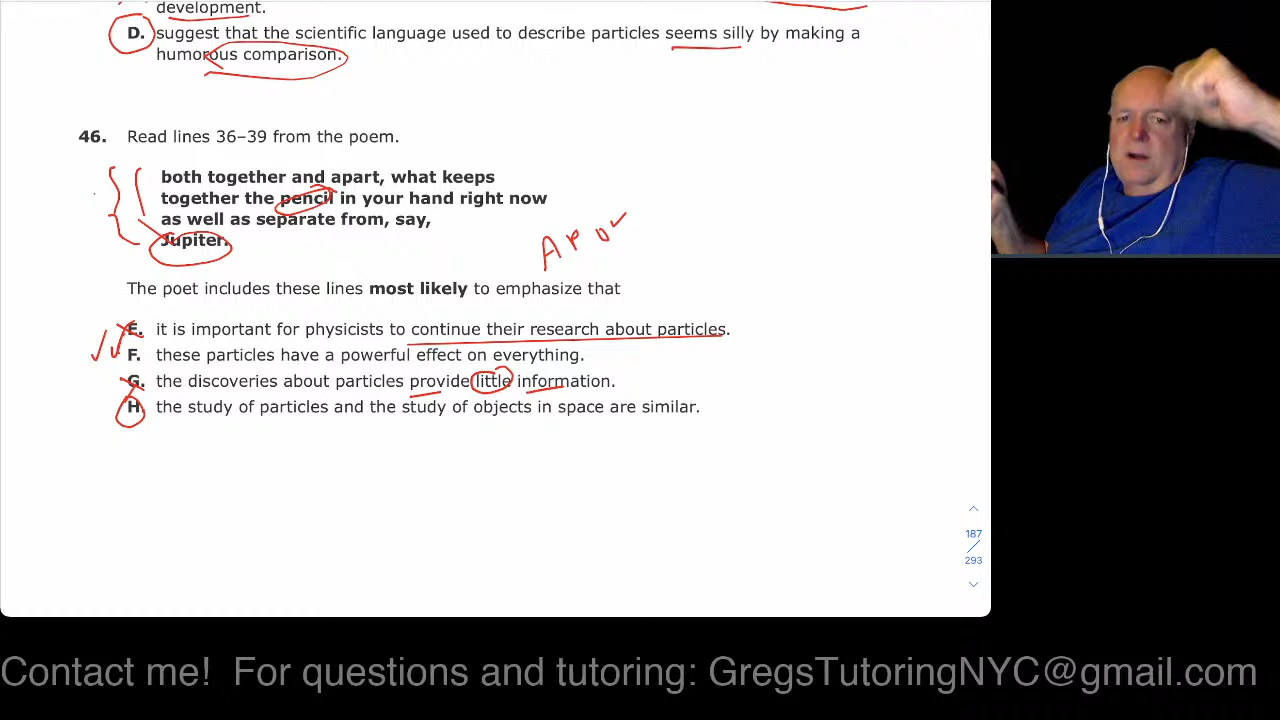 development.
D. suggest that the scientific language used to describe particles seems silly by making a
humorous comparison.
46. Read lines 36–39 from the poem.
both together and apart, what keeps
together the pencil in your hand right now
as well as separate from, say,
Jupiter.
The poet includes these lines most likely to emphasize that
E. it is important for physicists to continue their research about particles.
F. these particles have a powerful effect on everything.
G. the discoveries about particles provide little information.
H. the study of particles and the study of objects in space are similar.
187
293
Contact me! For questions and tutoring: GregsTutoringNYC@gmail.com